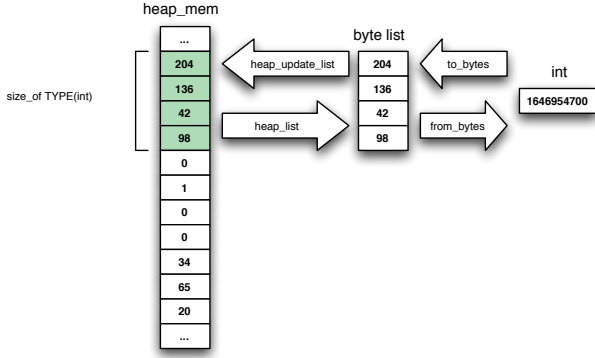 heap_mem
...
204
136
42
98
0
1
0
0
34
65
20
...
size_of TYPE(int)
heap_update_list
heap_list
byte list
204
136
42
98
to_bytes
from_bytes
int
1646954700